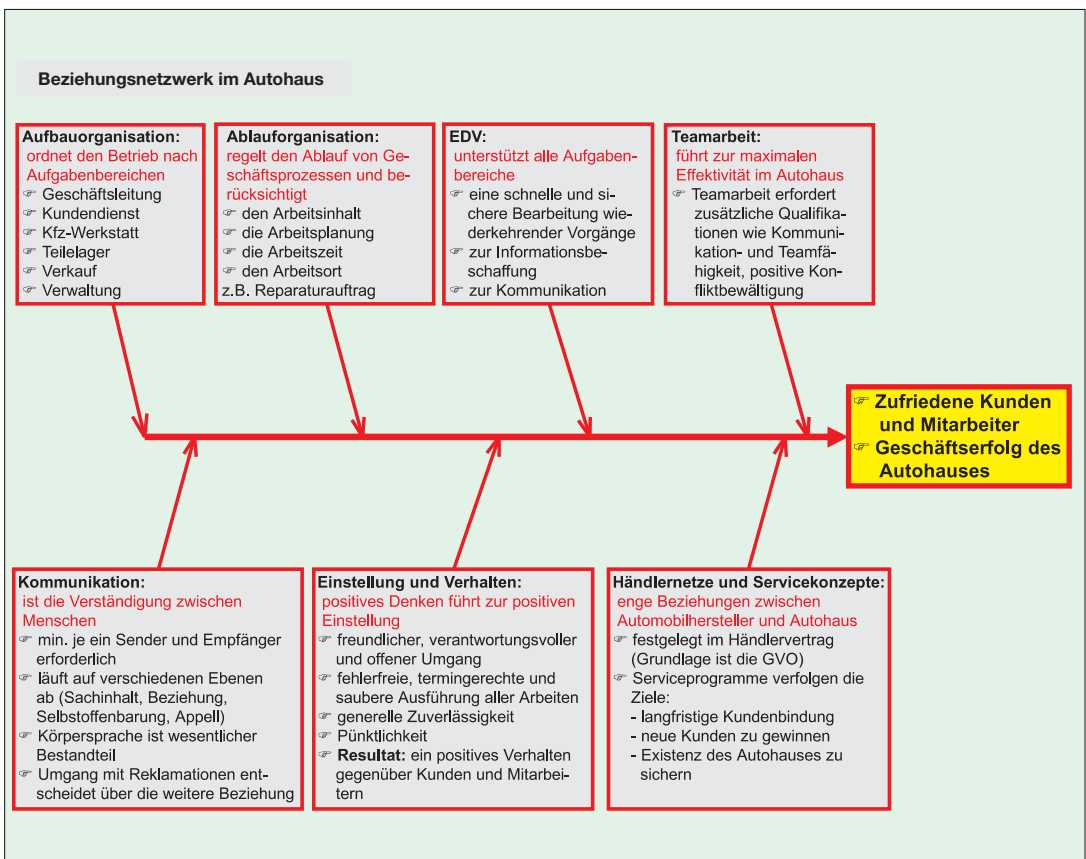 Beziehungsnetzwerk im Autohaus
Aufbauorganisation:
ordnet den Betrieb nach
Aufgabenbereichen
☞ Geschäftsleitung
☞ Kundendienst
☞ Kfz-Werkstatt
☞ Teilelager
☞ Verkauf
☞ Verwaltung
Ablauforganisation:
regelt den Ablauf von Ge-
schäftsprozessen und be-
rücksichtigt
☞ den Arbeitsinhalt
☞ die Arbeitsplanung
☞ die Arbeitszeit
☞ den Arbeitsort
z.B. Reparaturauftrag
EDV:
unterstützt alle Aufgaben-
bereiche
☞ eine schnelle und si-
chere Bearbeitung wie-
derkehrender Vorgänge
☞ zur Informationsbe-
schaffung
☞ zur Kommunikation
Teamarbeit:
führt zur maximalen
Effektivität im Autohaus
☞ Teamarbeit erfordert
zusätzliche Qualifika-
tionen wie Kommuni-
kation- und Teamfä-
higkeit, positive Kon-
fliktbewältigung
☞ Zufriedene Kunden
und Mitarbeiter
☞ Geschäftserfolg des
Autohauses
Kommunikation:
ist die Verständigung zwischen
Menschen
☞ min. je ein Sender und Empfänger
erforderlich
☞ läuft auf verschiedenen Ebenen
ab (Sachinhalt, Beziehung,
Selbstoffenbarung, Appell)
☞ Körpersprache ist wesentlicher
Bestandteil
☞ Umgang mit Reklamationen ent-
scheidet über die weitere Beziehung
Einstellung und Verhalten:
positives Denken führt zur positiven
Einstellung
☞ freundlicher, verantwortungsvoller
und offener Umgang
☞ fehlerfreie, termingerechte und
saubere Ausführung aller Arbeiten
☞ generelle Zuverlässigkeit
☞ Pünktlichkeit
☞ Resultat: ein positives Verhalten
gegenüber Kunden und Mitarbei-
tern
Händlernetze und Servicekonzepte:
enge Beziehungen zwischen
Automobilhersteller und Autohaus
☞ festgelegt im Händlervertrag
(Grundlage ist die GVO)
☞ Serviceprogramme verfolgen die
Ziele:
- langfristige Kundenbindung
- neue Kunden zu gewinnen
- Existenz des Autohauses zu
sichern